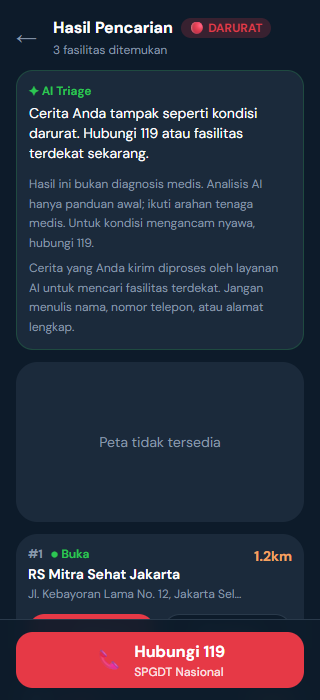 Hasil Pencarian
DARURAT
3 fasilitas ditemukan
AI Triage
Cerita Anda tampak seperti kondisi
darurat. Hubungi 119 atau fasilitas
terdekat sekarang.
Hasil ini bukan diagnosis medis. Analisis AI
hanya panduan awal; ikuti arahan tenaga
medis. Untuk kondisi mengancam nyawa,
hubungi 119.
Cerita yang Anda kirim diproses oleh layanan
AI untuk mencari fasilitas terdekat. Jangan
menulis nama, nomor telepon, atau alamat
lengkap.
Peta tidak tersedia
#1 Buka
1.2km
RS Mitra Sehat Jakarta
Jl. Kebayoran Lama No. 12, Jakarta Sel...
Hubungi 119
SPGDT Nasional